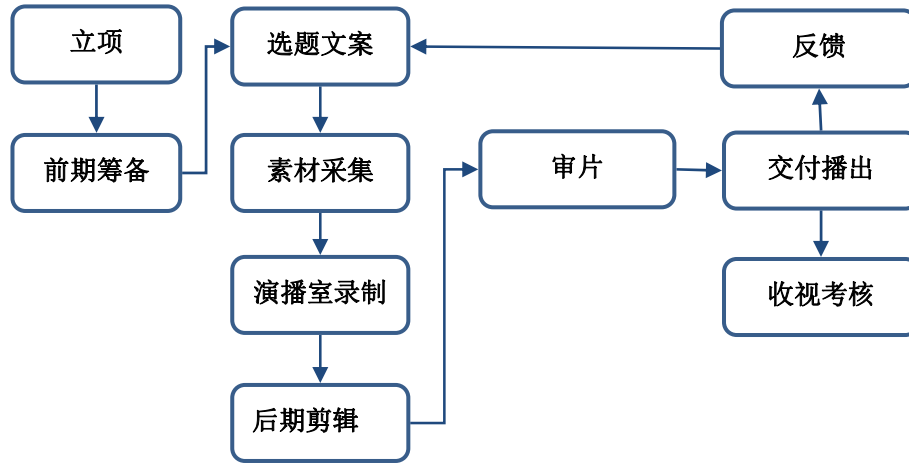 立项
前期筹备
选题文案
素材采集
演播室录制
后期剪辑
审片
反馈
交付播出
收视考核